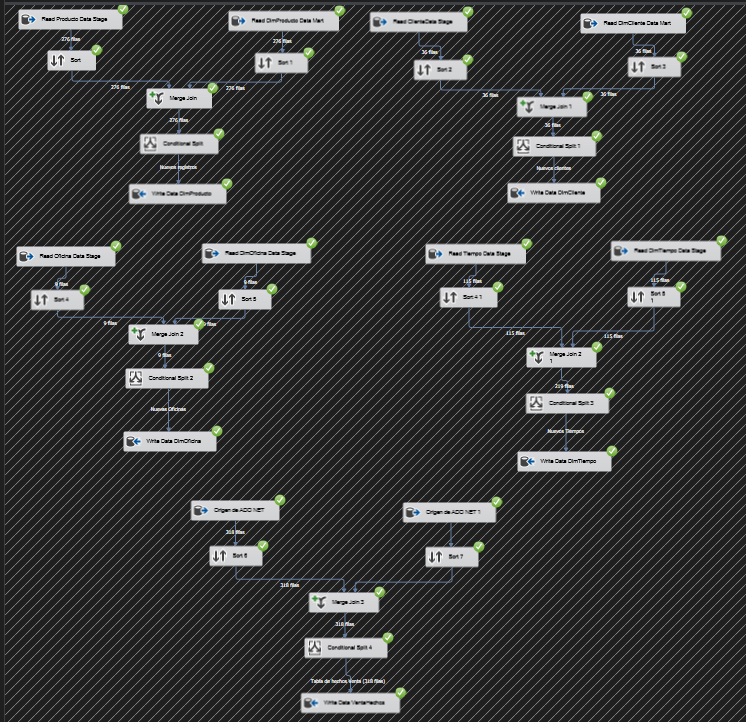 Read Producto Data Stage
Read DimProducto Data Mart
276 filas
276 filas
Sort
Sort 1
276 filas
276 filas
Merge Join
276 filas
Conditional Split
Nuevos registros
Write Data DimProducto
Read ClienteData Stage
Read DimCliente Data Mart
36 filas
36 filas
Sort 2
Sort 3
36 filas
36 filas
Merge Join 1
36 filas
Conditional Split 1
Nuevos clientes
Write Data DimCliente
Read Oficina Data Stage
Read DimOficina Data Stage
9 filas
9 filas
Sort 4
Sort 5
9 filas
9 filas
Merge Join 2
9 filas
Conditional Split 2
Nuevas Oficinas
Write Data DimOficina
Read Tiempo Data Stage
Read DimTiempo Data Stage
115 filas
115 filas
Sort 4 1
Sort 5
1
115 filas
115 filas
Merge Join 2
1
219 filas
Conditional Split 3
Nuevos Tiempos
Write Data DimTiempo
Origen de ADO NET
Origen de ADO NET 1
318 filas
Sort 6
Sort 7
318 filas
Merge Join 3
318 filas
Conditional Split 4
Tabla de hechos venta (318 filas)
Write Data VentaHechos